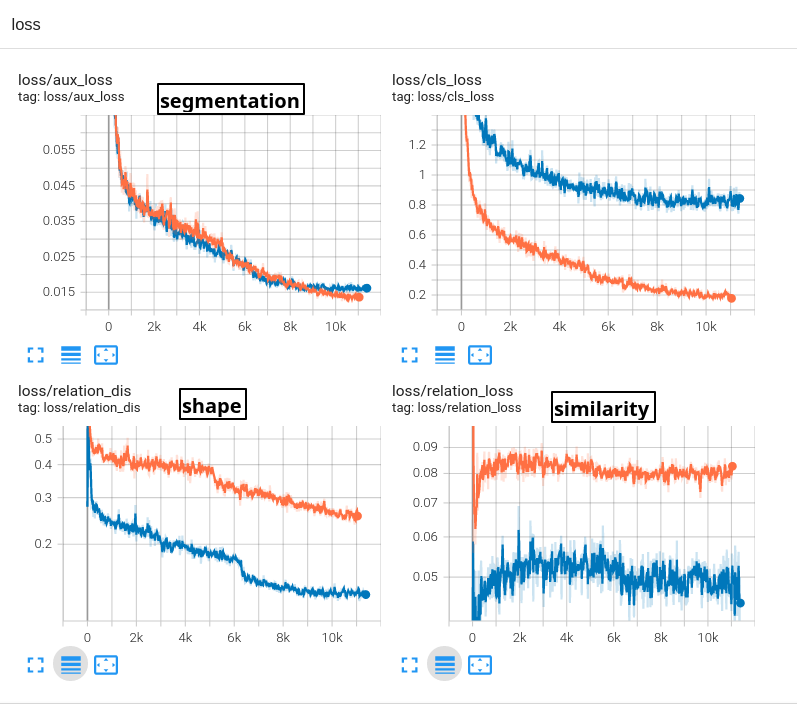 loss
loss/aux_loss
tag: loss/aux_loss
segmentation
0.055
0.045
0.035
0.025
0.015
0 2k 4k 6k 8k 10k
loss/cls_loss
tag: loss/cls_loss
1.2
1
0.8
0.6
0.4
0.2
0 2k 4k 6k 8k 10k
loss/relation_dis
tag: loss/relation_dis
shape
0.5
0.4
0.3
0.2
0 2k 4k 6k 8k 10k
loss/relation_loss
tag: loss/relation_loss
similarity
0.09
0.08
0.07
0.06
0.05
0 2k 4k 6k 8k 10k